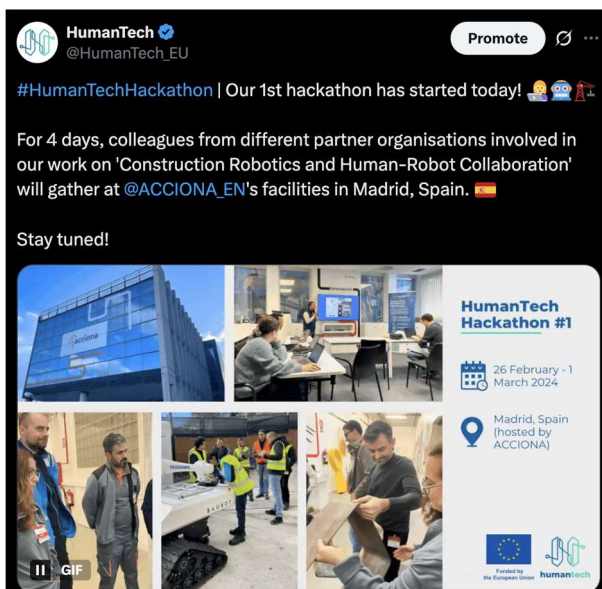 HumanTech
@HumanTech_EU
Promote
#HumanTechHackathon | Our 1st hackathon has started today! 👩‍💻🤖🏗️
For 4 days, colleagues from different partner organisations involved in
our work on 'Construction Robotics and Human-Robot Collaboration'
will gather at @ACCIONA_EN's facilities in Madrid, Spain. 🇪🇸
Stay tuned!
acciona
BAUBOT
GIF
HumanTech
Hackathon #1
26 February - 1
March 2024
Madrid, Spain
(hosted by
ACCIONA)
Funded by
the European Union
humantech